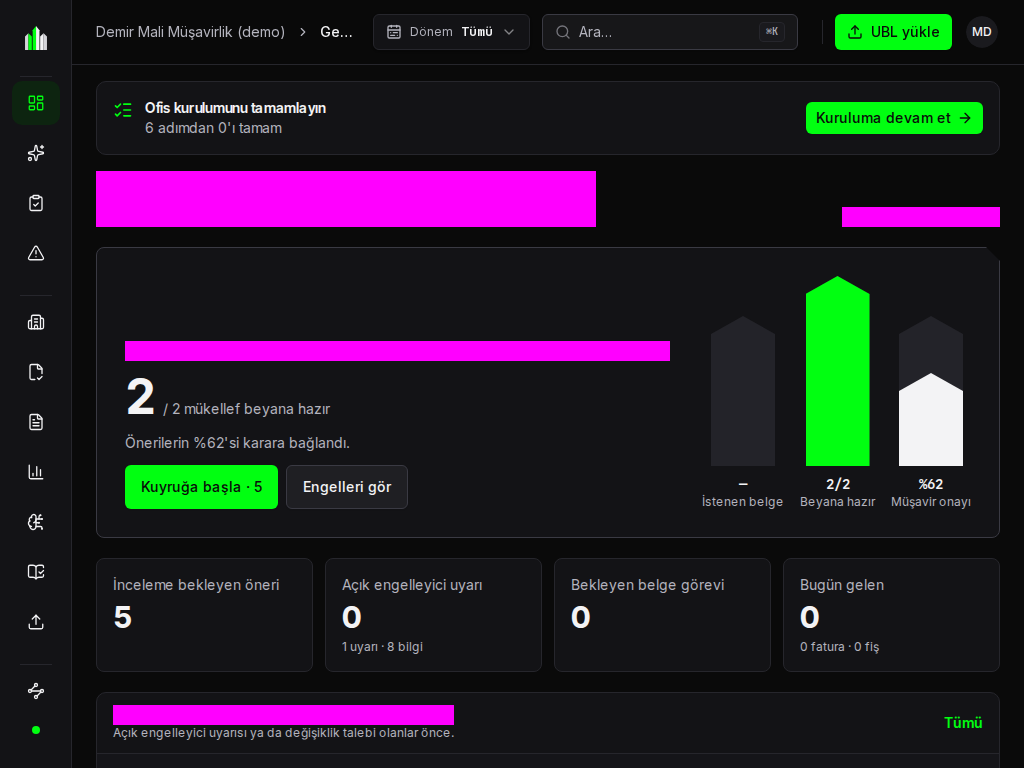 Demir Mali Müşavirlik (demo) > Ge...
Dönem Tümü
Ara...
⌘K
UBL yükle
MD
Ofis kurulumunu tamamlayın
6 adımdan 0'ı tamam
Kuruluma devam et →
2 / 2 mükellef beyana hazır
Önerilerin %62'si karara bağlandı.
Kuyruğa başla · 5
Engelleri gör
–
İstenen belge
2/2
Beyana hazır
%62
Müşavir onayı
İnceleme bekleyen öneri
5
Açık engelleyici uyarı
0
1 uyarı · 8 bilgi
Bekleyen belge görevi
0
Bugün gelen
0
0 fatura · 0 fiş
Açık engelleyici uyarısı ya da değişiklik talebi olanlar önce.
Tümü